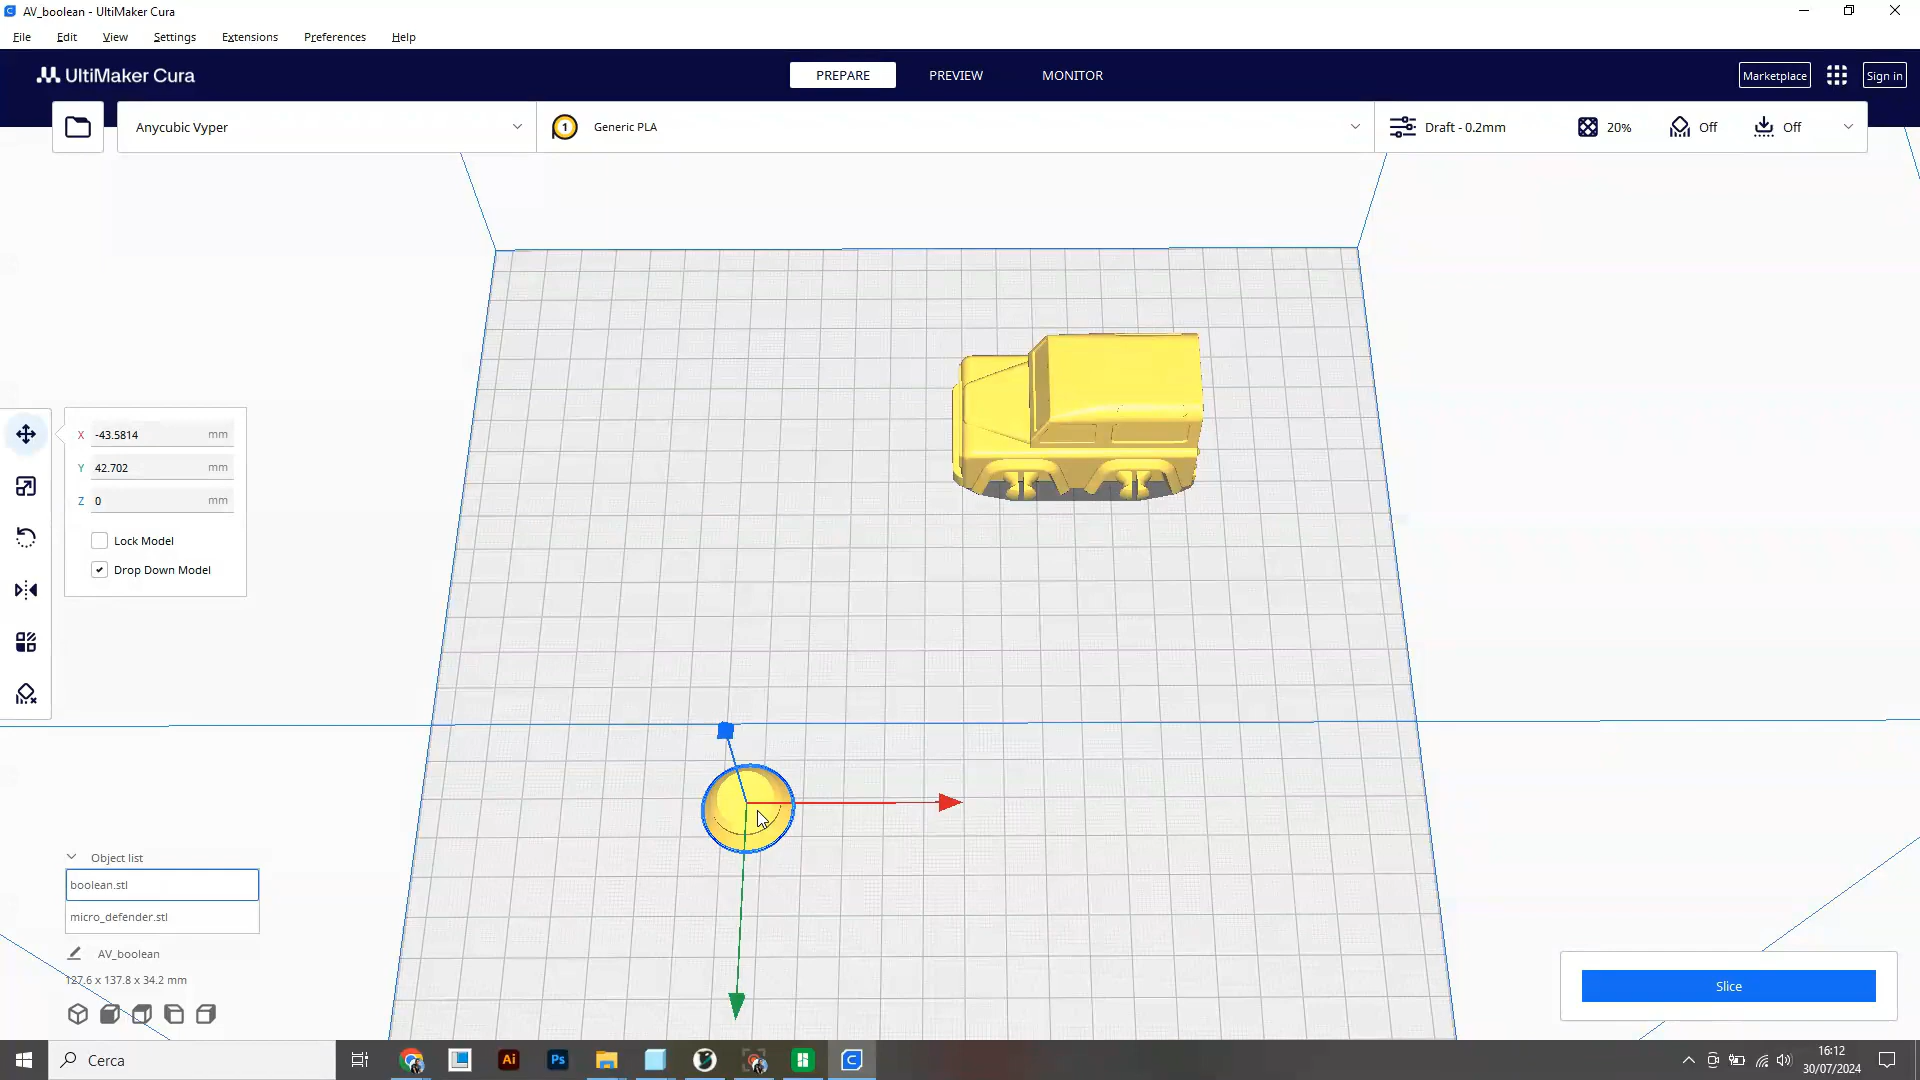 AV_boolean - UltiMaker Cura
File Edit View Settings Extensions Preferences Help
UltiMaker Cura
PREPARE PREVIEW MONITOR
Marketplace
Sign in
Anycubic Vyper
1 Generic PLA
Draft - 0.2mm 20% Off Off
X -43.5814 mm
Y 42.702 mm
Z 0 mm
Lock Model
Drop Down Model
Object list
boolean.stl
micro_defender.stl
AV_boolean
127.6 x 137.8 x 34.2 mm
Slice
Cerca
Ai
Ps
C
16:12
30/07/2024